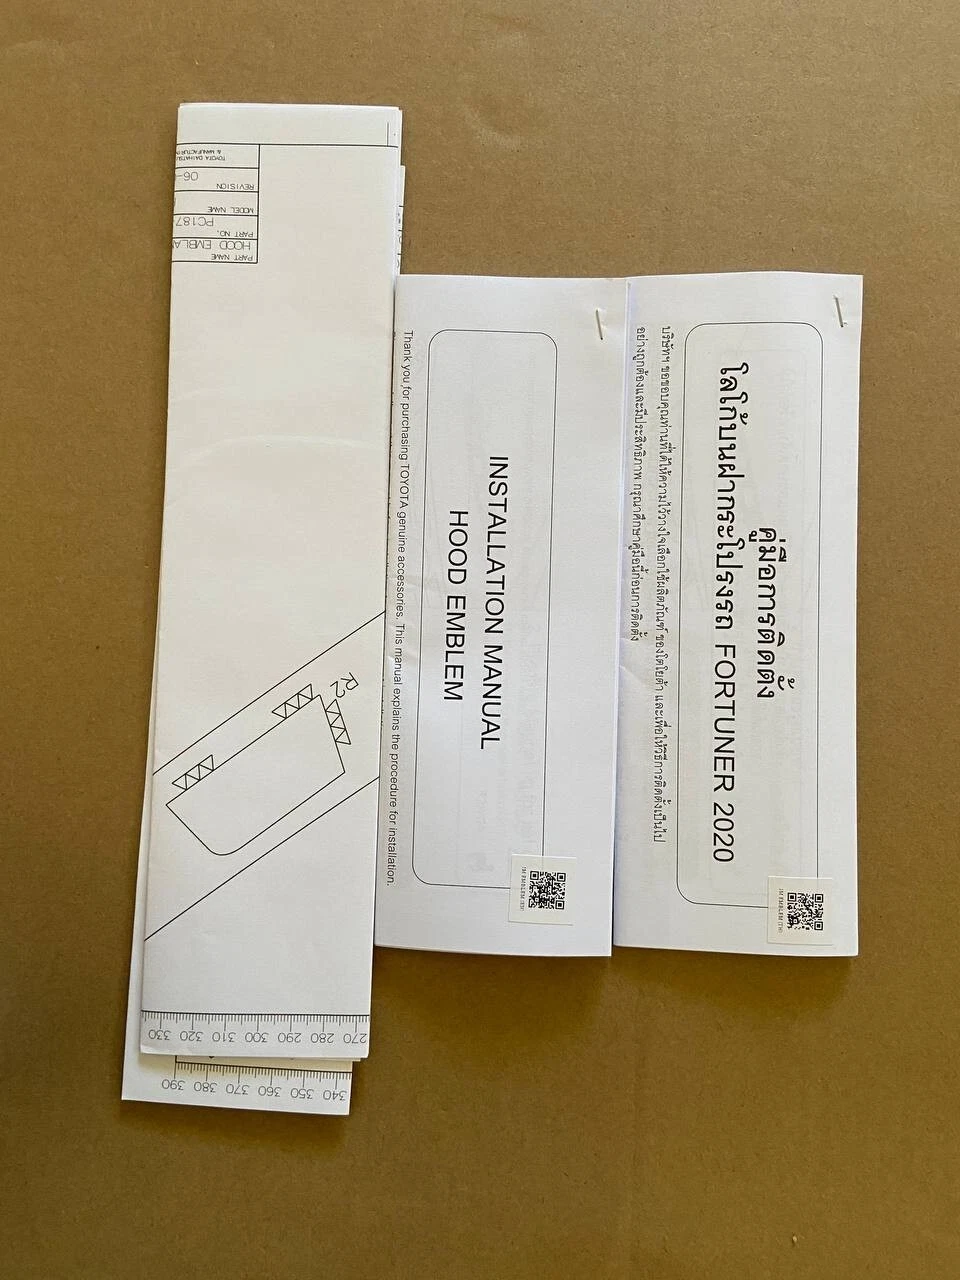 PART NAME
HOOD EMBLA
PART NO.
PC187
MODEL NAME
REVISION
06-
TOYOTA DAIHATSU
& MANUFACTURIN
R2
330 320 310 300 290 280 270
390 380 370 360 350 340
INSTALLATION MANUAL
HOOD EMBLEM
Thank you for purchasing TOYOTA genuine accessories. This manual explains the procedure for installation.
IM EMBLEM (EN)
คู่มือการติดตั้ง
โลโก้บนฝากระโปรงรถ FORTUNER 2020
บริษัทฯ ขอขอบคุณท่านที่ได้ให้ความไว้วางใจเลือกใช้ผลิตภัณฑ์ ของโตโยต้า และเพื่อให้วิธีการติดตั้งเป็นไป
อย่างถูกต้องและมีประสิทธิภาพ กรุณาศึกษาคู่มือนี้ก่อนการติดตั้ง
IM EMBLEM (TH)